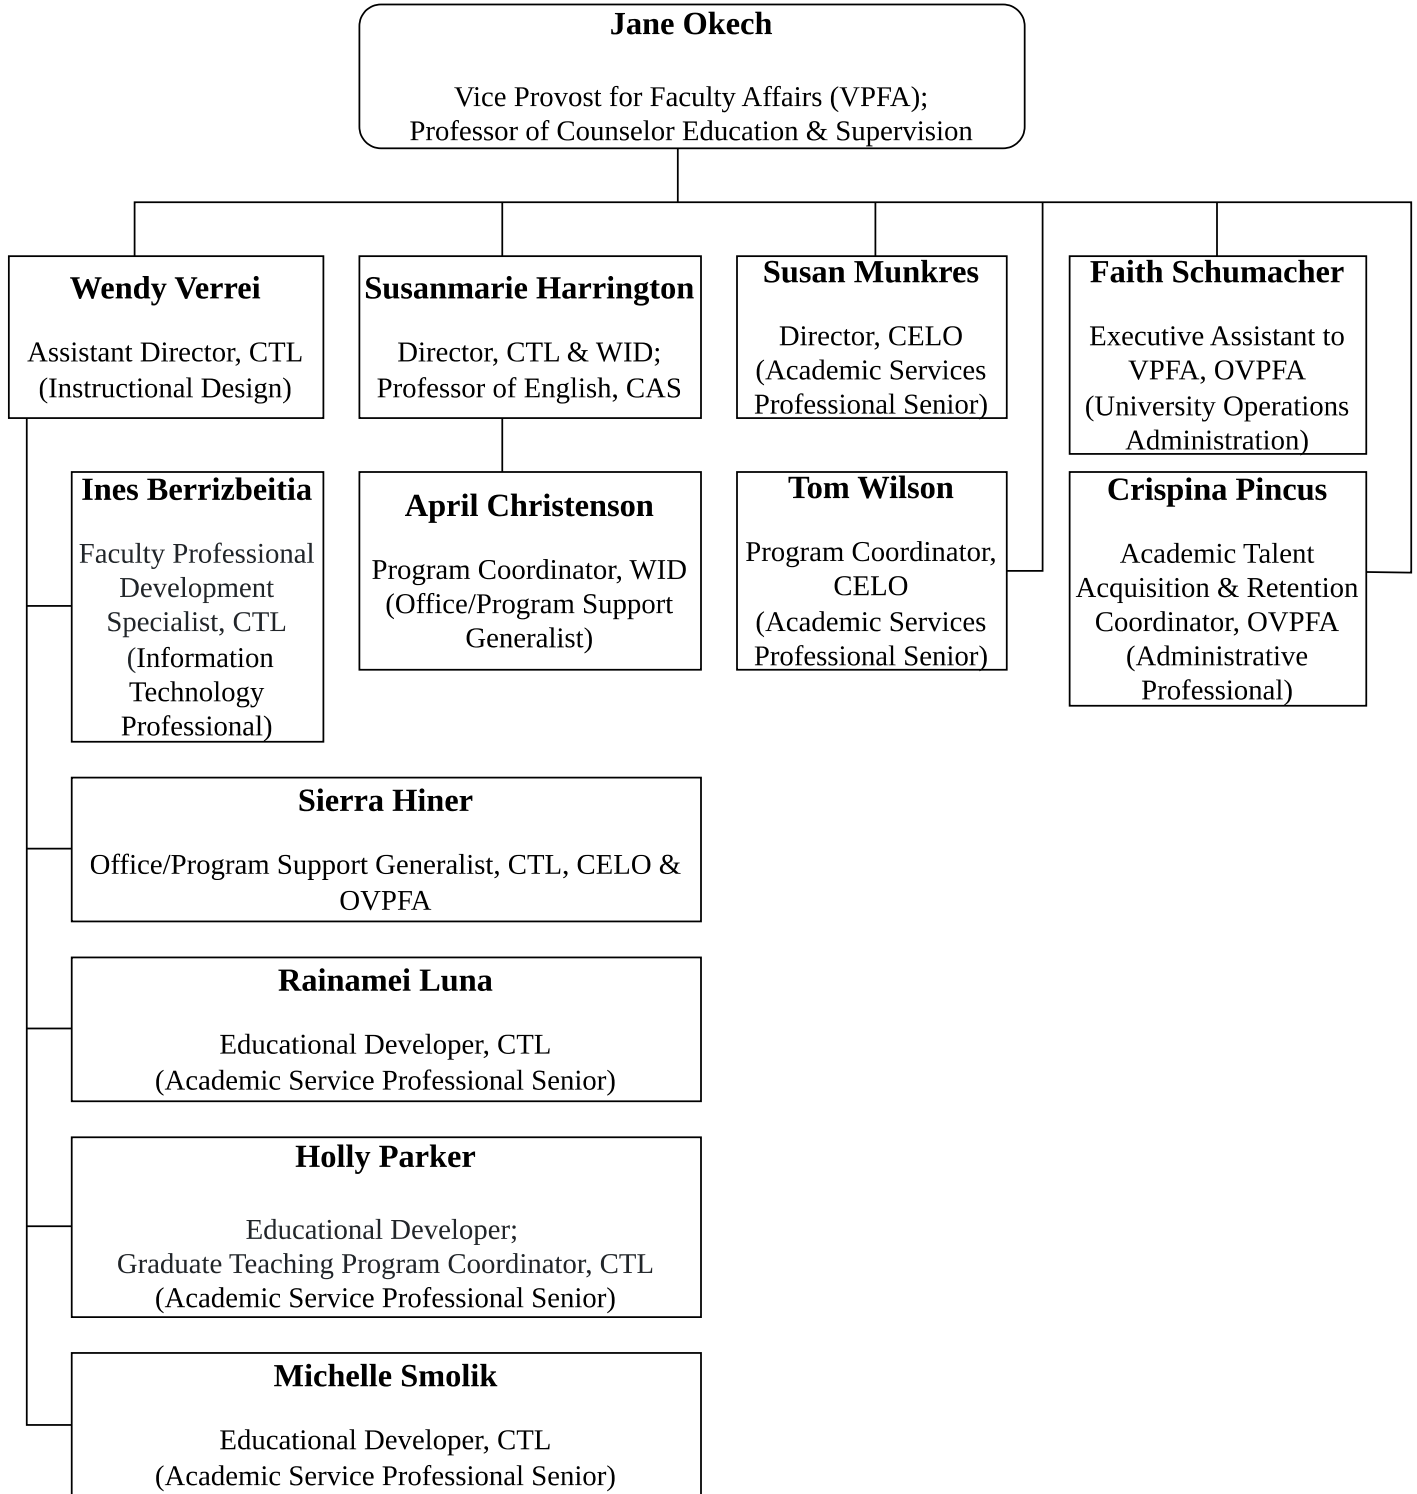 Jane Okech
Vice Provost for Faculty Affairs (VPFA);
Professor of Counselor Education & Supervision
Wendy Verrei
Assistant Director, CTL
(Instructional Design)
Susanmarie Harrington
Director, CTL & WID;
Professor of English, CAS
Susan Munkres
Director, CELO
(Academic Services
Professional Senior)
Faith Schumacher
Executive Assistant to
VPFA, OVPFA
(University Operations
Administration)
Ines Berrizbeitia
Faculty Professional
Development
Specialist, CTL
(Information
Technology
Professional)
April Christenson
Program Coordinator, WID
(Office/Program Support
Generalist)
Tom Wilson
Program Coordinator,
CELO
(Academic Services
Professional Senior)
Crispina Pincus
Academic Talent
Acquisition & Retention
Coordinator, OVPFA
(Administrative
Professional)
Sierra Hiner
Office/Program Support Generalist, CTL, CELO &
OVPFA
Rainamei Luna
Educational Developer, CTL
(Academic Service Professional Senior)
Holly Parker
Educational Developer;
Graduate Teaching Program Coordinator, CTL
(Academic Service Professional Senior)
Michelle Smolik
Educational Developer, CTL
(Academic Service Professional Senior)